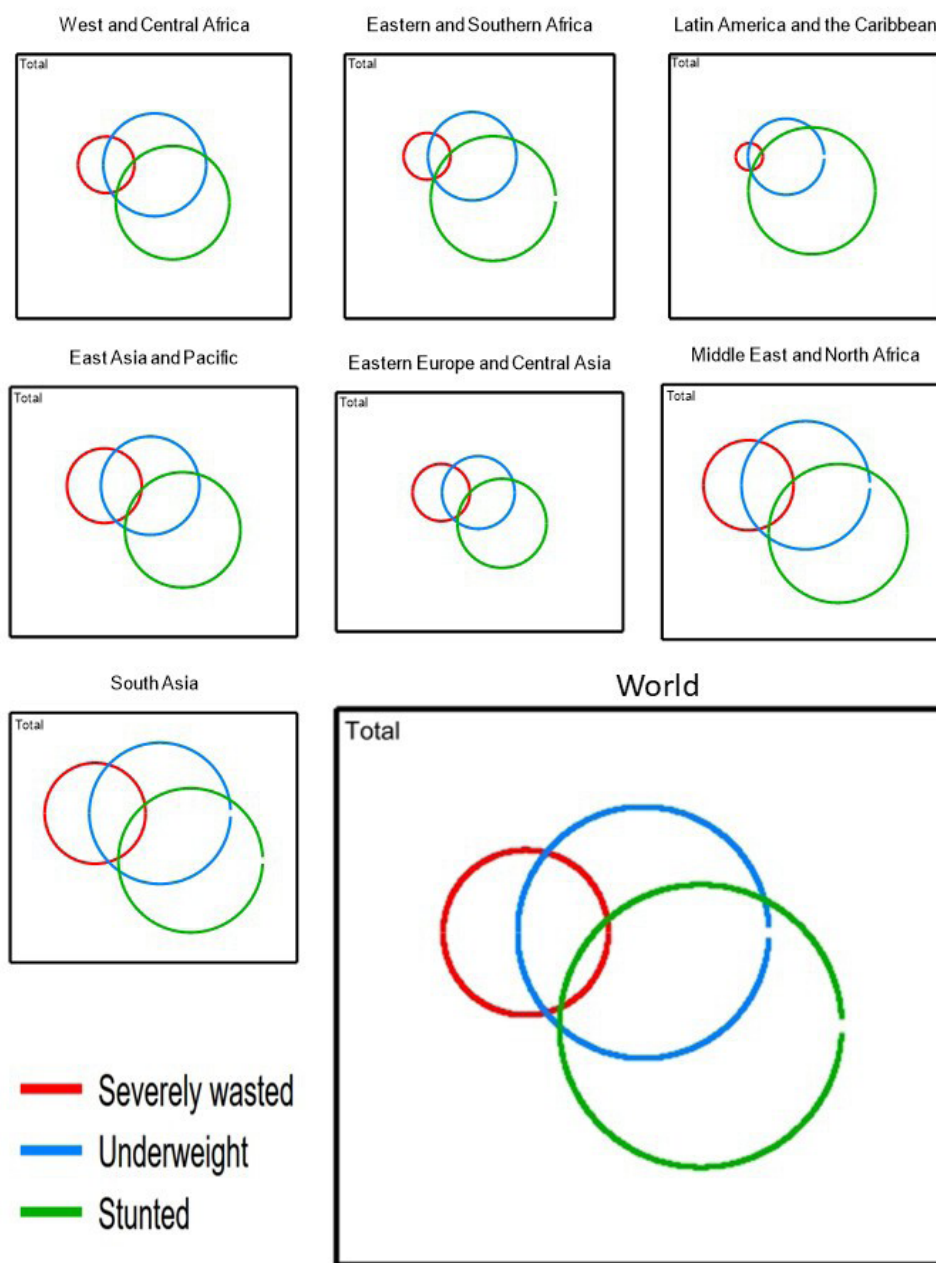 West and Central Africa
Eastern and Southern Africa
Latin America and the Caribbean
Total
Total
Total
East Asia and Pacific
Eastern Europe and Central Asia
Middle East and North Africa
Total
Total
Total
South Asia
World
Total
Total
Severely wasted
Underweight
Stunted